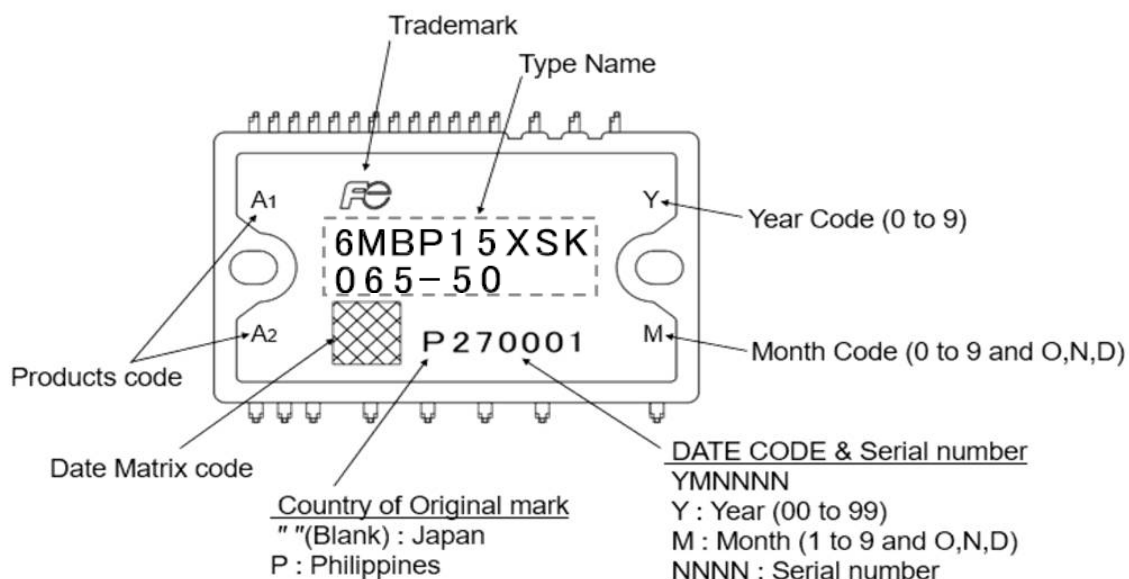 Trademark
Type Name
A1
Fe
Y
Year Code (0 to 9)
6MBP15XSK
065-50
A2
P270001
M
Month Code (0 to 9 and O,N,D)
Products code
Date Matrix code
Country of Original mark
" "(Blank) : Japan
P : Philippines
DATE CODE & Serial number
YMNNNN
Y : Year (00 to 99)
M : Month (1 to 9 and O,N,D)
NNNN : Serial number